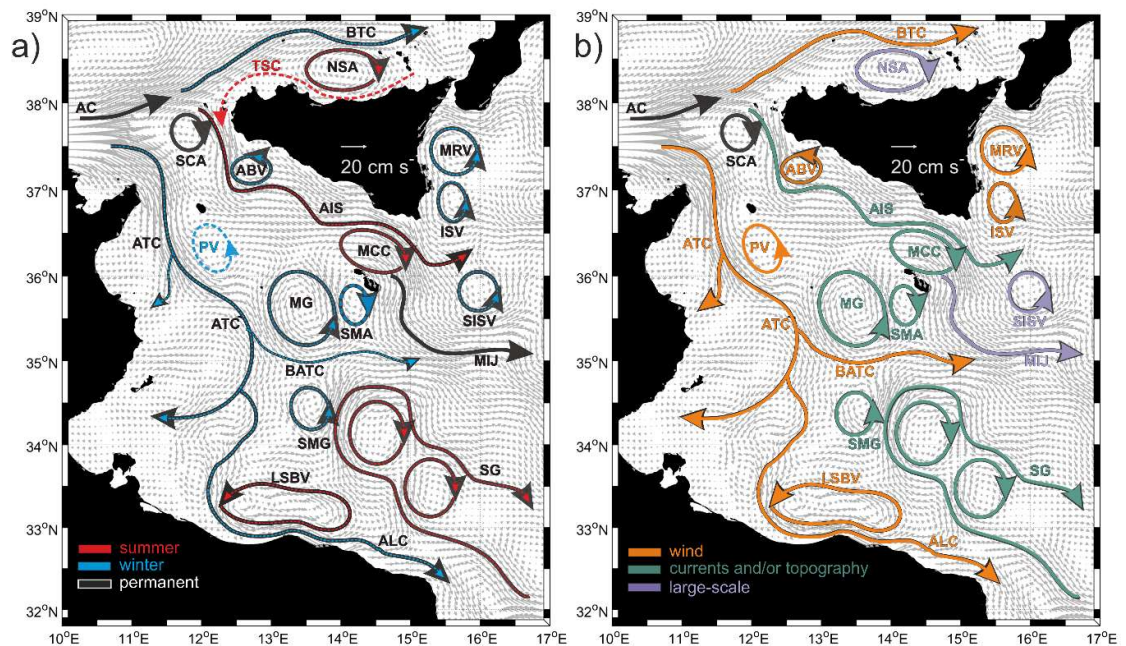 a)
39°N
38°N
37°N
36°N
35°N
34°N
33°N
32°N
BTC
NSA
TSC
AC
SCA
ABV
20 cm s⁻
MRV
AIS
ISV
ATC
PV
MCC
MG
SMA
SISV
ATC
MIJ
BATC
SMG
SG
LSBV
ALC
summer
winter
permanent
10°E 11°E 12°E 13°E 14°E 15°E 16°E 17°E
b)
39°N
38°N
37°N
36°N
35°N
34°N
33°N
32°N
BTC
NSA
AC
SCA
ABV
20 cm s⁻
MRV
AIS
ISV
ATC
PV
MCC
MG
SMA
SISV
ATC
MIJ
BATC
SMG
SG
LSBV
ALC
wind
currents and/or topography
large-scale
10°E 11°E 12°E 13°E 14°E 15°E 16°E 17°E